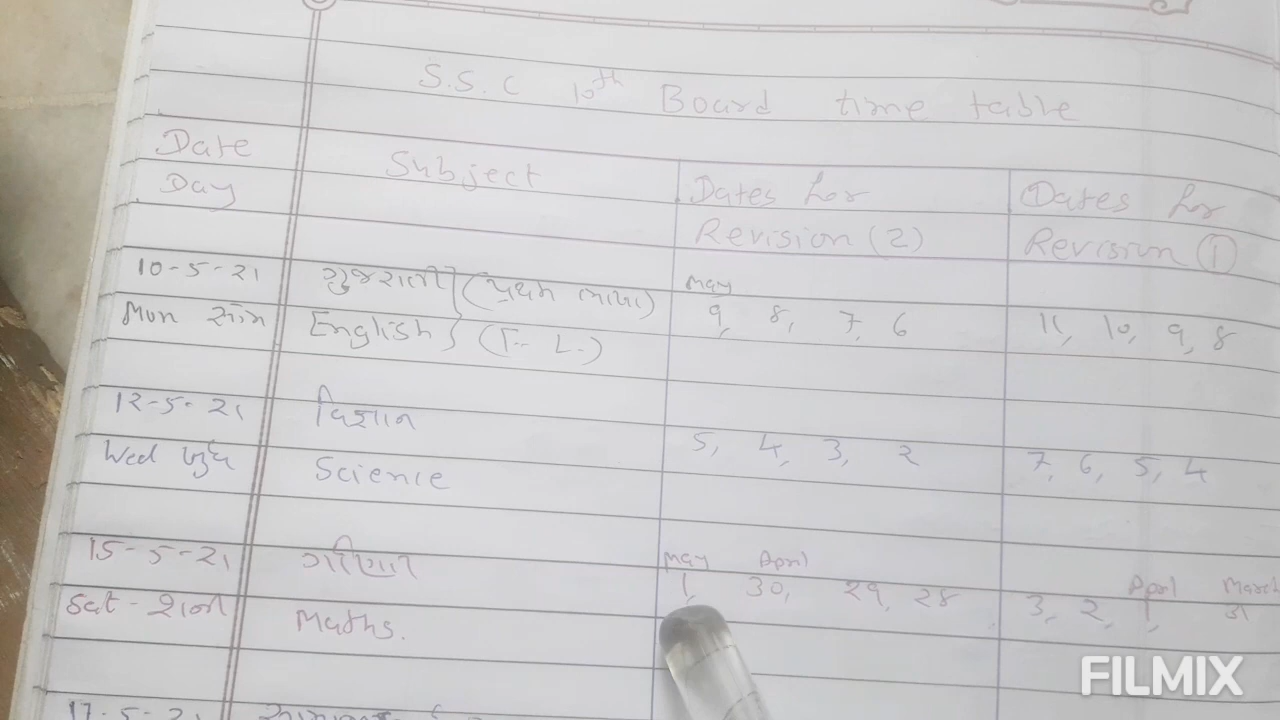 S.S.C 10th Board time table
Date Subject Dates for Dates for
Day Revision (2) Revision (1)
10-5-21 ગુજરાતી (પ્રથમ ભાષા) May
Mon સોમ English (F. L.) 9, 8, 7, 6 11, 10, 9, 8
12-5-21 વિજ્ઞાન
Wed બુધ Science 5, 4, 3, 2 7, 6, 5, 4
15-5-21 ગણિત May April April March
Sat - શનિ Maths. 1, 30, 29, 28 3, 2, 1, 31
17-5-21
FILMIX